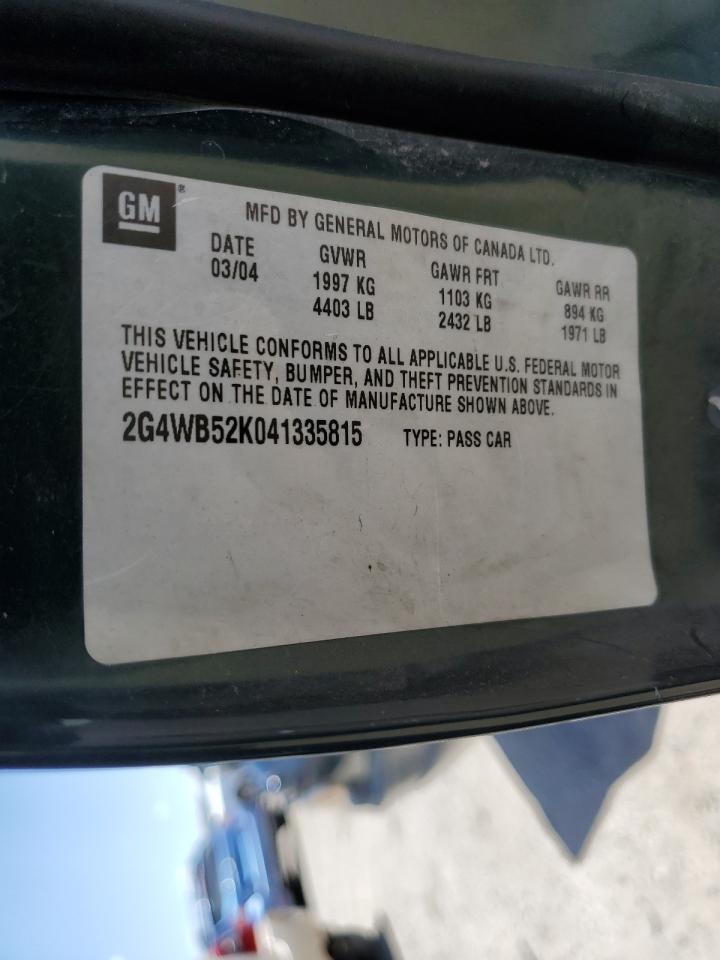 GM ®
MFD BY GENERAL MOTORS OF CANADA LTD.
DATE GVWR GAWR FRT GAWR RR
03/04 1997 KG 1103 KG 894 KG
4403 LB 2432 LB 1971 LB
THIS VEHICLE CONFORMS TO ALL APPLICABLE U.S. FEDERAL MOTOR
VEHICLE SAFETY, BUMPER, AND THEFT PREVENTION STANDARDS IN
EFFECT ON THE DATE OF MANUFACTURE SHOWN ABOVE.
2G4WB52K041335815 TYPE: PASS CAR